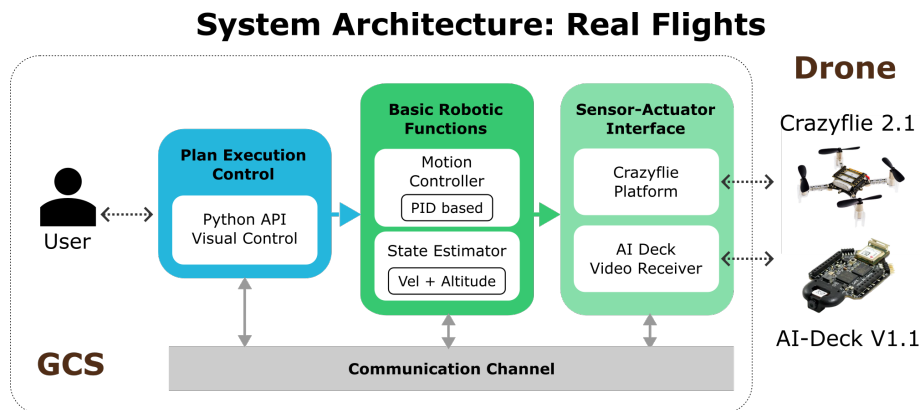 System Architecture: Real Flights
Drone
Crazyflie 2.1
AI-Deck V1.1
User
Plan Execution
Control
Python API
Visual Control
Basic Robotic
Functions
Motion
Controller
PID based
State Estimator
Vel + Altitude
Sensor-Actuator
Interface
Crazyflie
Platform
AI Deck
Video Receiver
GCS
Communication Channel